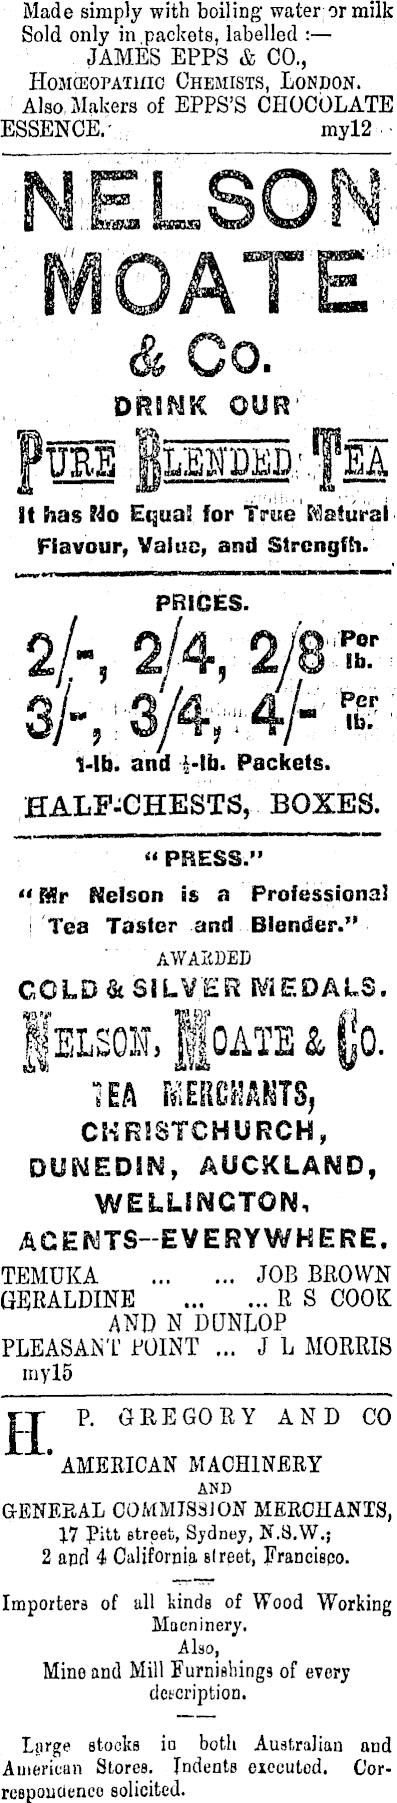 Made simply with boiling water or milk
Sold only in packets, labelled :—
JAMES EPPS & CO.,
HOMŒOPATHIC CHEMISTS, LONDON.
Also Makers of EPPS'S CHOCOLATE
ESSENCE. my12
NELSON
MOATE
& Co.
DRINK OUR
PURE BLENDED TEA
It has No Equal for True Natural
Flavour, Value, and Strength.
PRICES.
2/-, 2/4, 2/8 Per lb.
3/-, 3/4, 4/- Per lb.
1-lb. and ½-lb. Packets.
HALF-CHESTS, BOXES.
"PRESS."
"Mr Nelson is a Professional
Tea Taster and Blender."
AWARDED
GOLD & SILVER MEDALS.
NELSON, MOATE & CO.
TEA MERCHANTS,
CHRISTCHURCH,
DUNEDIN, AUCKLAND,
WELLINGTON,
AGENTS--EVERYWHERE.
TEMUKA ... ... JOB BROWN
GERALDINE ... ... R S COOK
AND N DUNLOP
PLEASANT POINT ... J L MORRIS
my15
H. P. GREGORY AND CO
AMERICAN MACHINERY
AND
GENERAL COMMISSION MERCHANTS,
17 Pitt street, Sydney, N.S.W.;
2 and 4 California street, Francisco.
Importers of all kinds of Wood Working
Macninery.
Also,
Mine and Mill Furnishings of every
description.
Large stocks in both Australian and
American Stores. Indents executed. Cor-
respondence solicited.